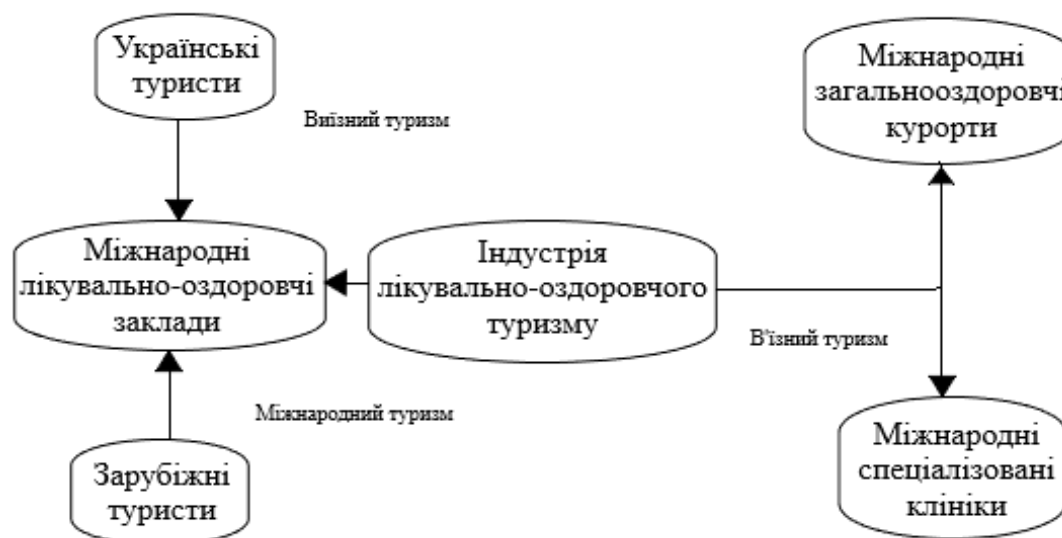 Українські
туристи
Виїзний туризм
Міжнародні
загальнооздоровчі
курорти
Міжнародні
лікувально-оздоровчі
заклади
Індустрія
лікувально-оздоровчого
туризму
В'їзний туризм
Міжнародний туризм
Зарубіжні
туристи
Міжнародні
спеціалізовані
клініки